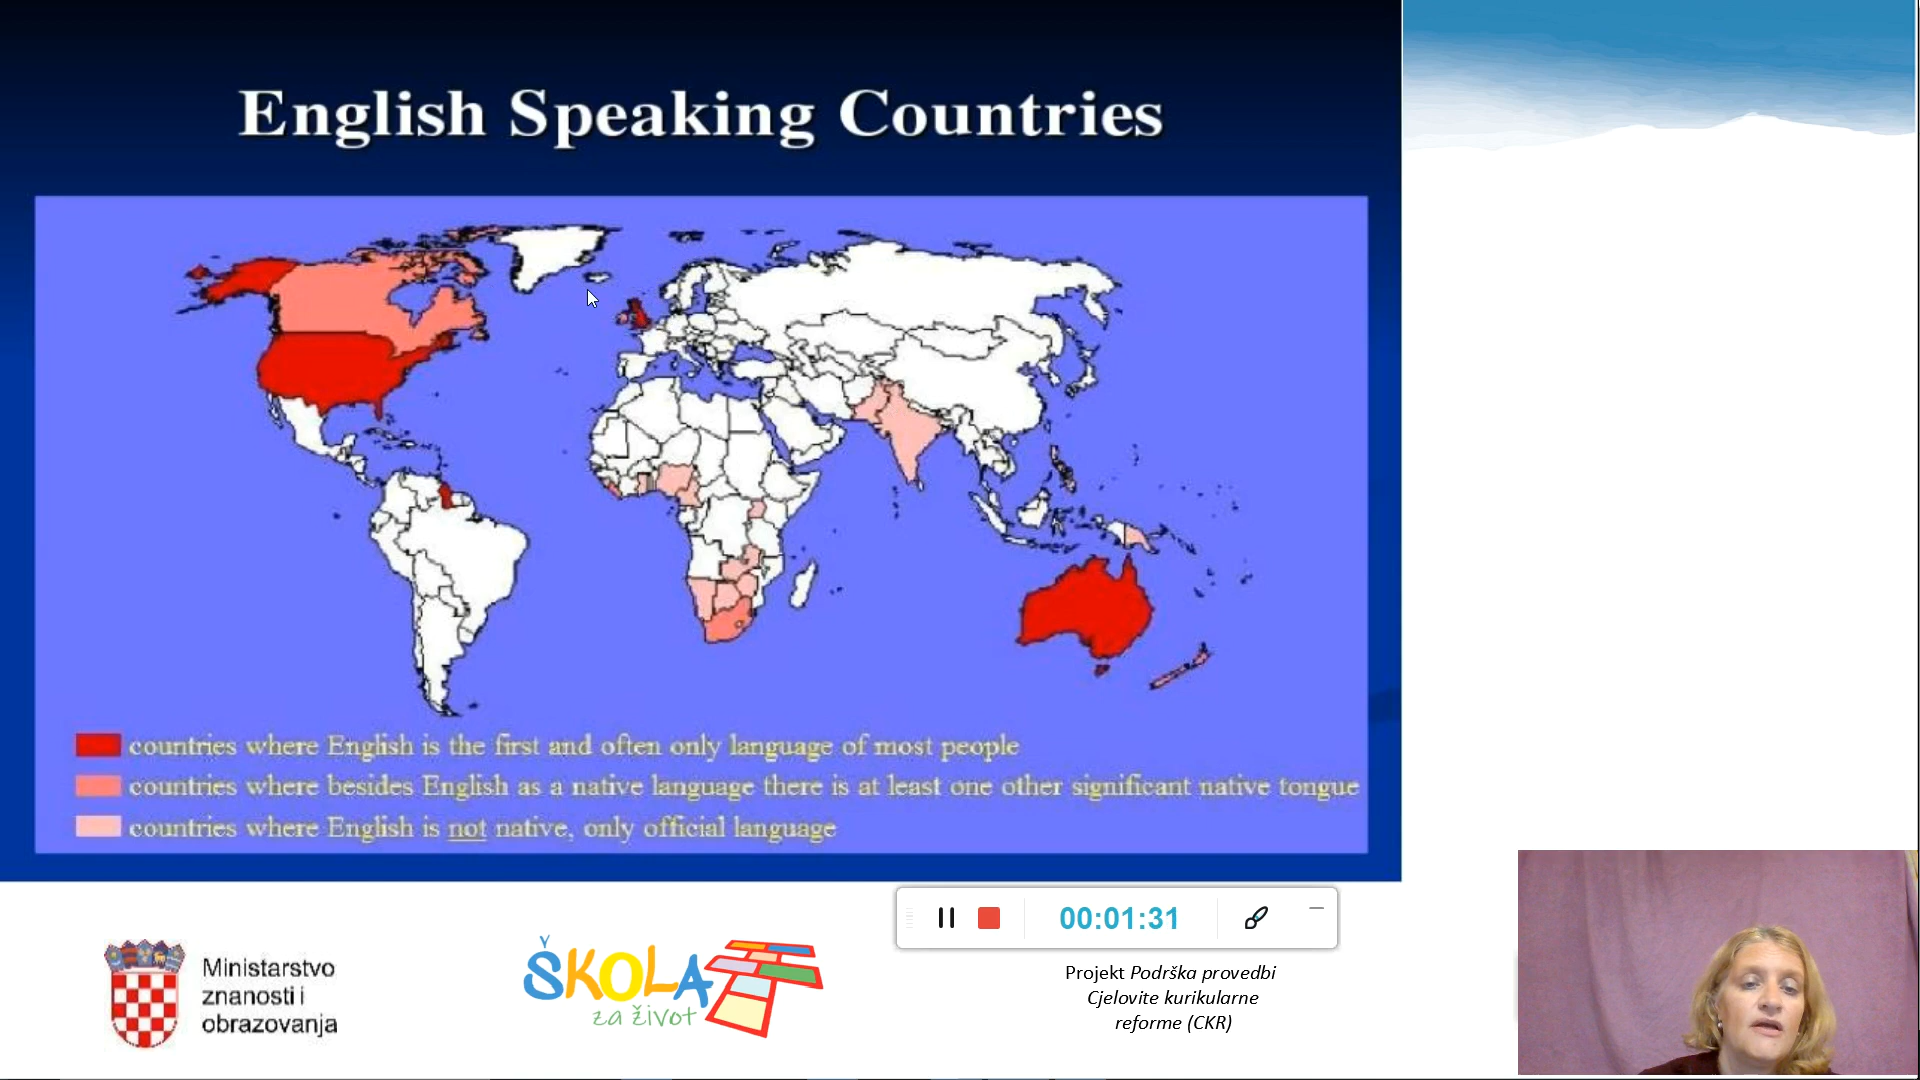 English Speaking Countries
countries where English is the first and often only language of most people
countries where besides English as a native language there is at least one other significant native tongue
countries where English is not native, only official language
00:01:31
Ministarstvo
znanosti i
obrazovanja
ŠKOLA
za život
Projekt Podrška provedbi
Cjelovite kurikularne
reforme (CKR)